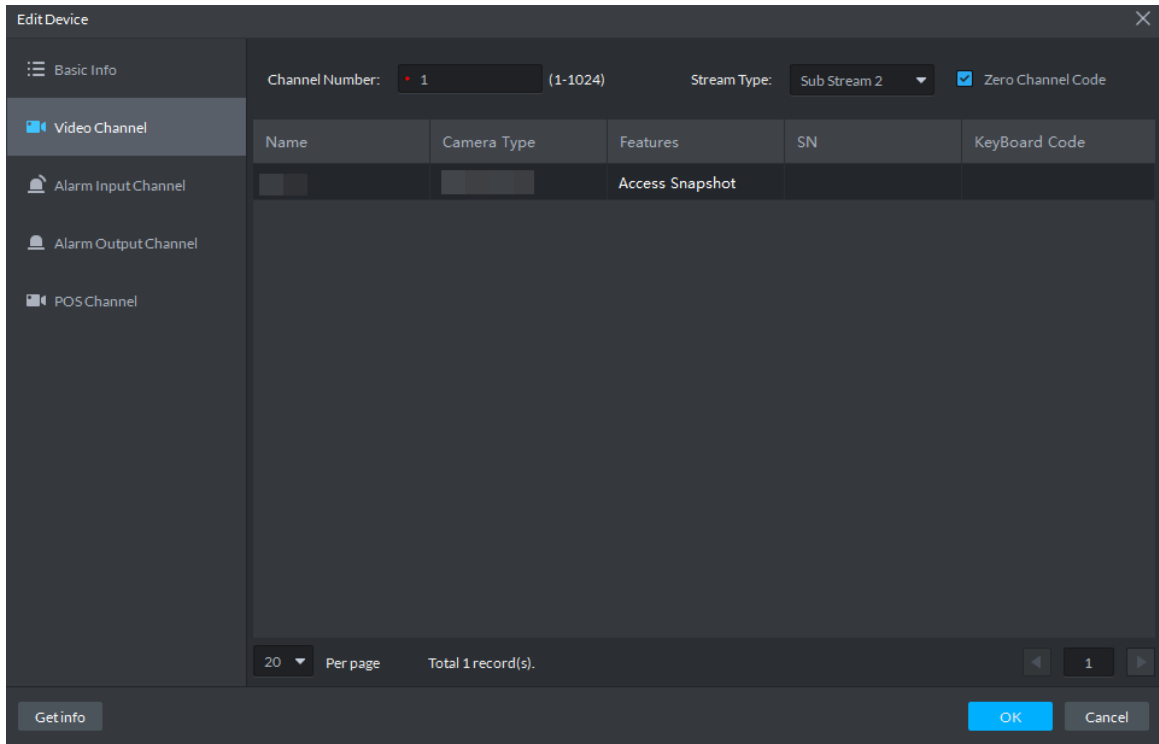 Edit Device
Basic Info
Video Channel
Alarm Input Channel
Alarm Output Channel
POS Channel
Channel Number: * 1 (1-1024) Stream Type: Sub Stream 2 Zero Channel Code
Name Camera Type Features SN KeyBoard Code
Access Snapshot
20 Per page Total 1 record(s). 1
Get info OK Cancel